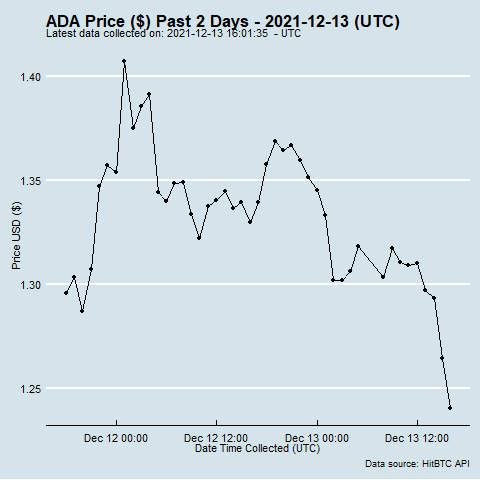 ADA Price ($) Past 2 Days - 2021-12-13 (UTC)
Latest data collected on: 2021-12-13 16:01:35  - UTC
1.40
1.35
1.30
1.25
Price USD ($)
Dec 12 00:00
Dec 12 12:00
Dec 13 00:00
Dec 13 12:00
Date Time Collected (UTC)
Data source: HitBTC API